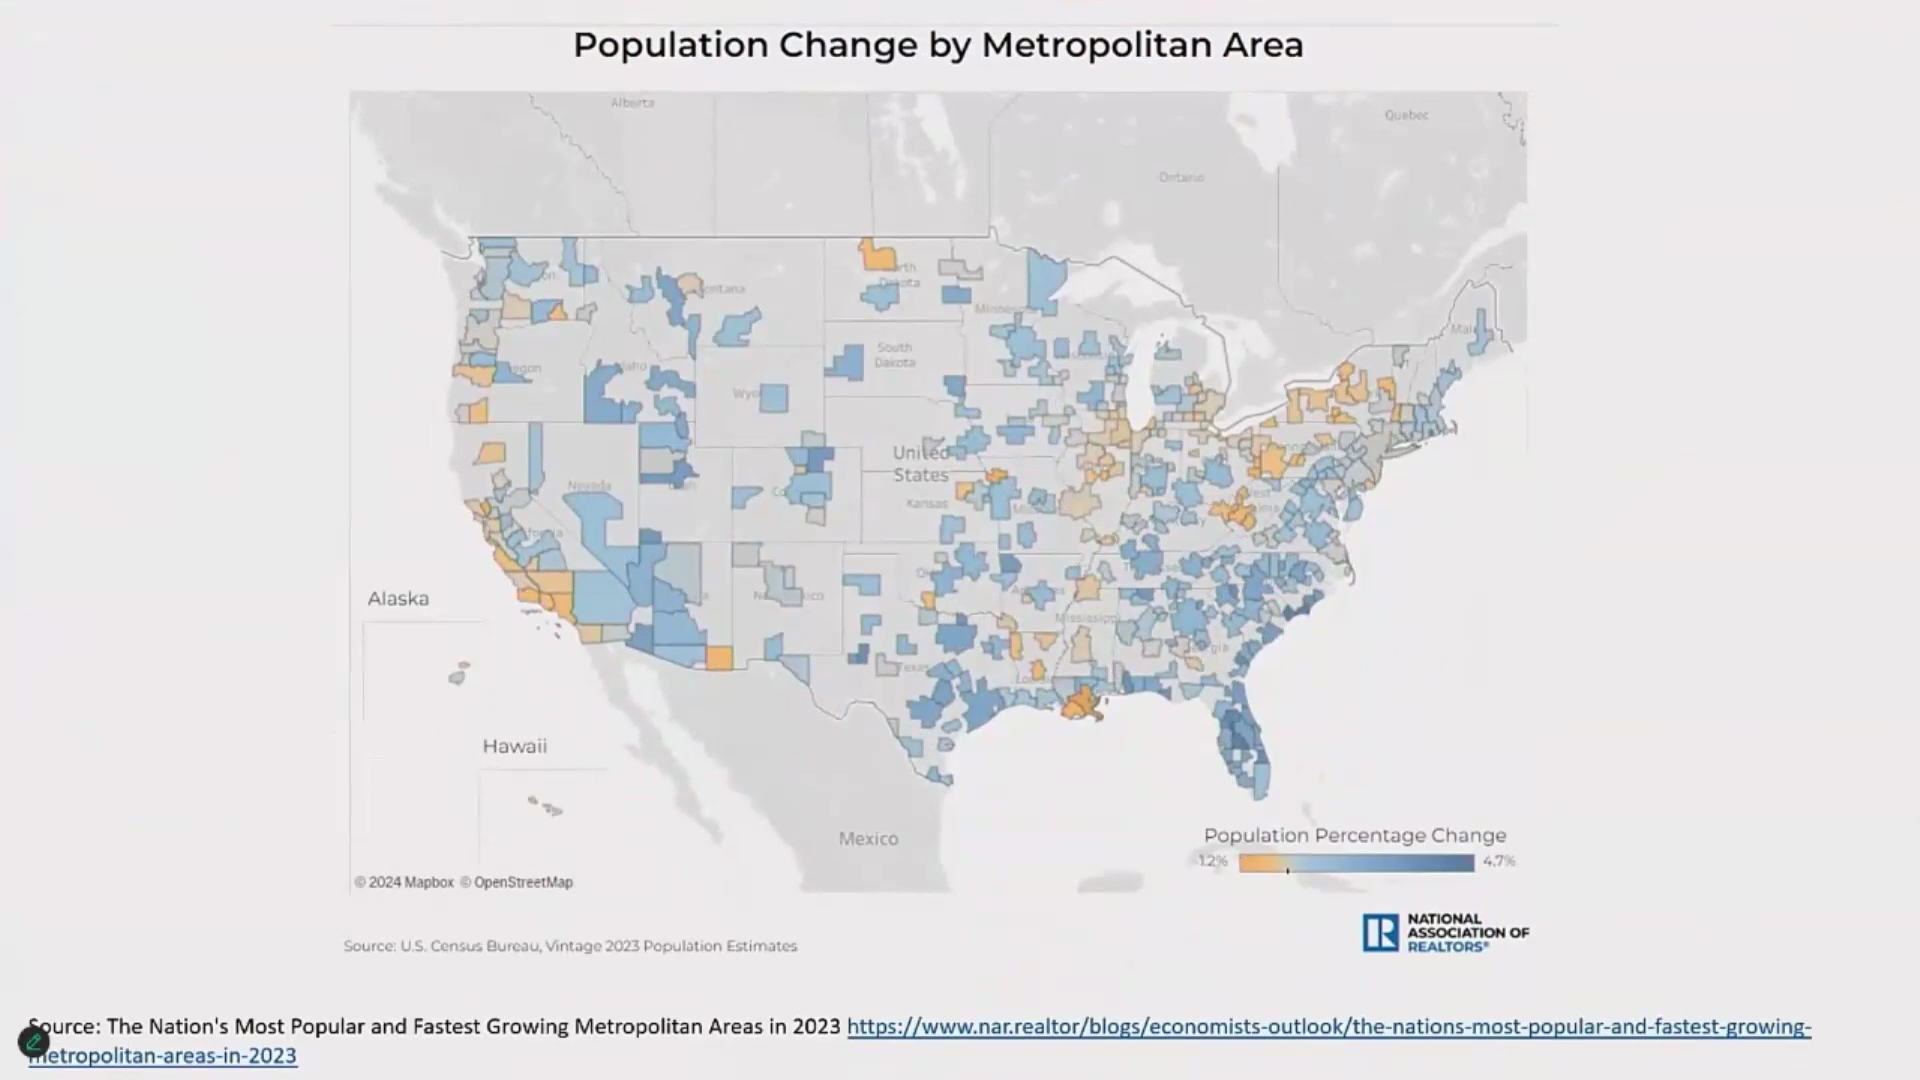 Population Change by Metropolitan Area
Alberta
Quebec
Ontario
Montana
North
Dakota
Minnesota
Maine
Oregon
Idaho
South
Dakota
United
States
Nevada
Kansas
West
Mississippi
Georgia
Texas
Alaska
Hawaii
Mexico
Population Percentage Change
1.2%
4.7%
© 2024 Mapbox © OpenStreetMap
NATIONAL
ASSOCIATION OF
REALTORS®
Source: U.S. Census Bureau, Vintage 2023 Population Estimates
Source: The Nation's Most Popular and Fastest Growing Metropolitan Areas in 2023 https://www.nar.realtor/blogs/economists-outlook/the-nations-most-popular-and-fastest-growing-
metropolitan-areas-in-2023